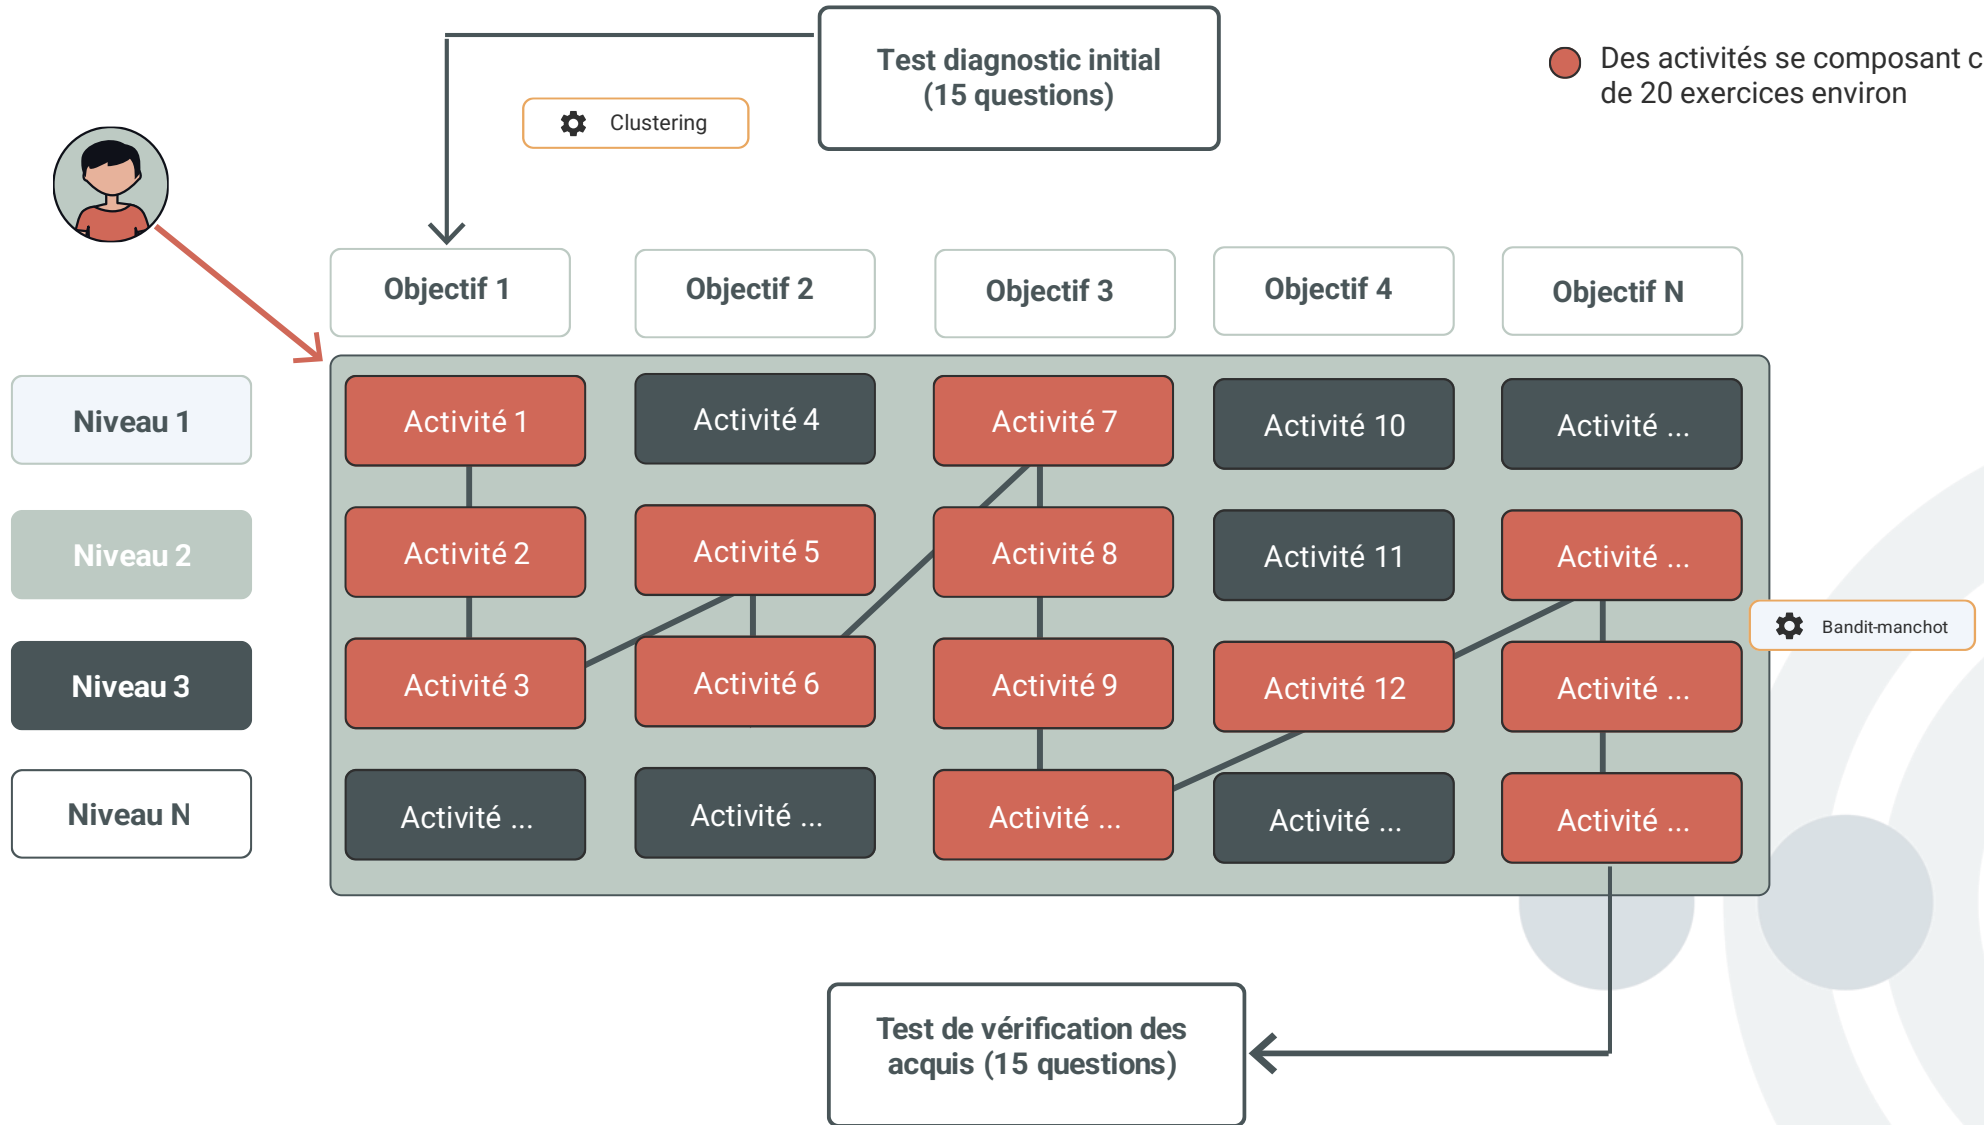 Test diagnostic initial
(15 questions)
Des activités se composant c
de 20 exercices environ
Clustering
Objectif 1
Objectif 2
Objectif 3
Objectif 4
Objectif N
Niveau 1
Activité 1
Activité 4
Activité 7
Activité 10
Activité ...
Niveau 2
Activité 2
Activité 5
Activité 8
Activité 11
Activité ...
Bandit-manchot
Niveau 3
Activité 3
Activité 6
Activité 9
Activité 12
Activité ...
Niveau N
Activité ...
Activité ...
Activité ...
Activité ...
Activité ...
Test de vérification des
acquis (15 questions)